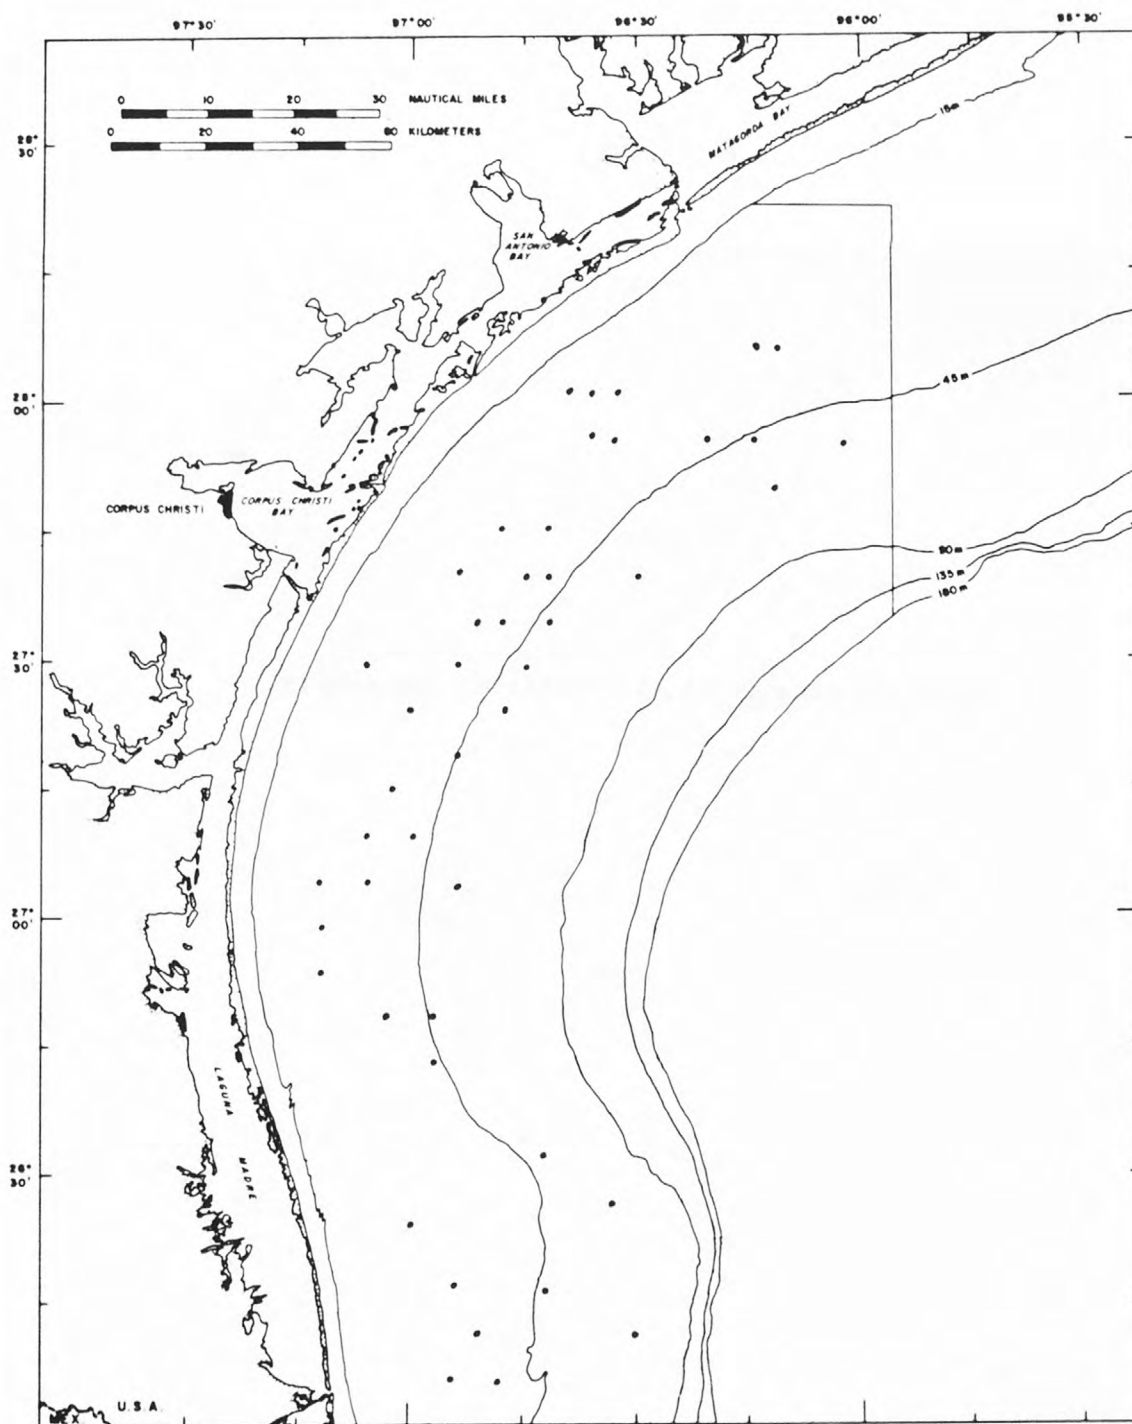 97°30' 97°00' 96°30' 96°00' 95°30'
0 10 20 30 NAUTICAL MILES
0 20 40 60 KILOMETERS
28°
30'
MATAGORDA BAY
15m
SAN
ANTONIO
BAY
45m
28°
00'
CORPUS CHRISTI
CORPUS CHRISTI
BAY
90m
135m
180m
27°
30'
27°
00'
LAGUNA
MADRE
26°
30'
U.S.A.
MEX.